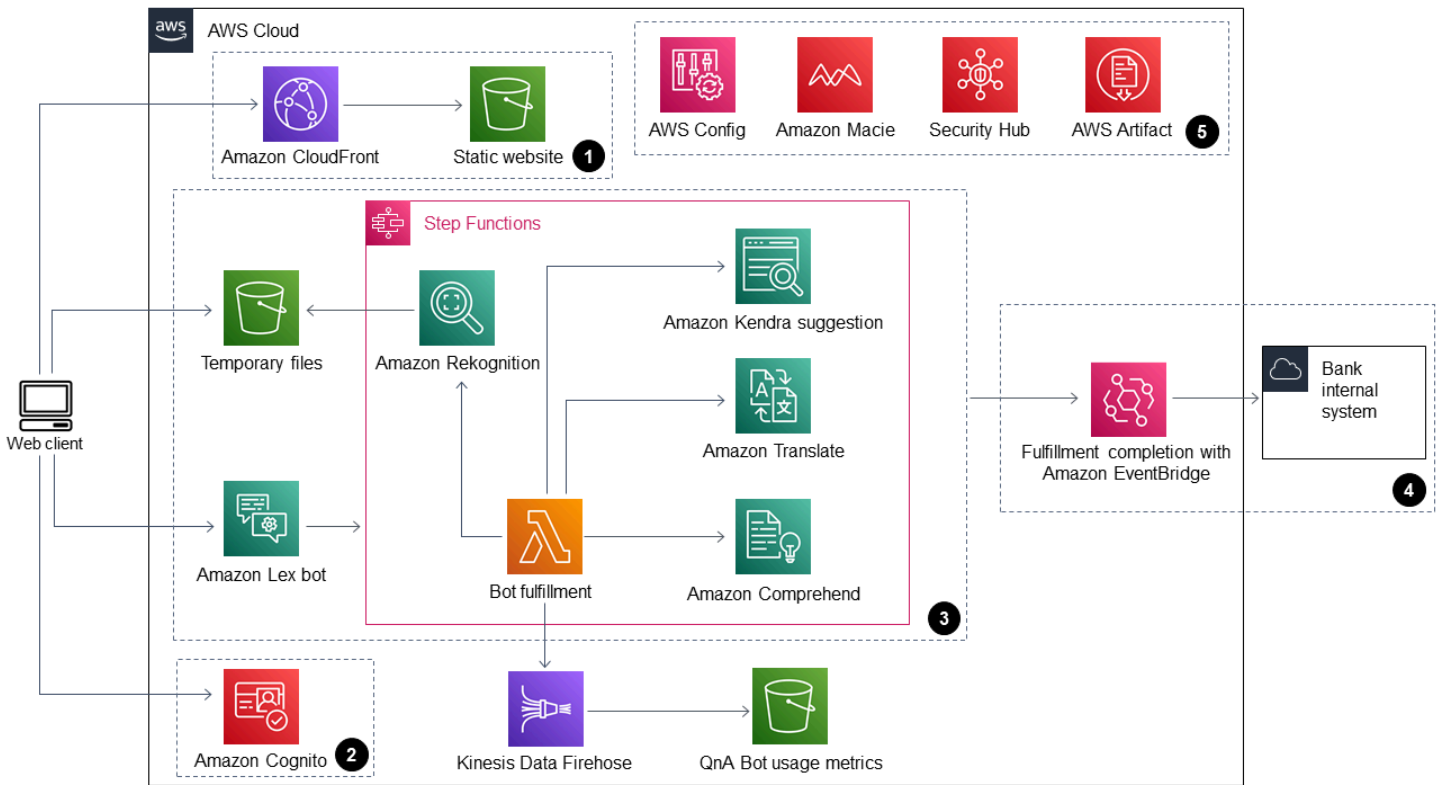 aws
AWS Cloud
Amazon CloudFront
Static website
1
AWS Config
Amazon Macie
Security Hub
AWS Artifact
5
Step Functions
Temporary files
Amazon Rekognition
Amazon Kendra suggestion
A
文
Amazon Translate
Web client
Amazon Lex bot
Bot fulfillment
Amazon Comprehend
3
Fulfillment completion with
Amazon EventBridge
Bank
internal
system
4
Amazon Cognito
2
Kinesis Data Firehose
QnA Bot usage metrics